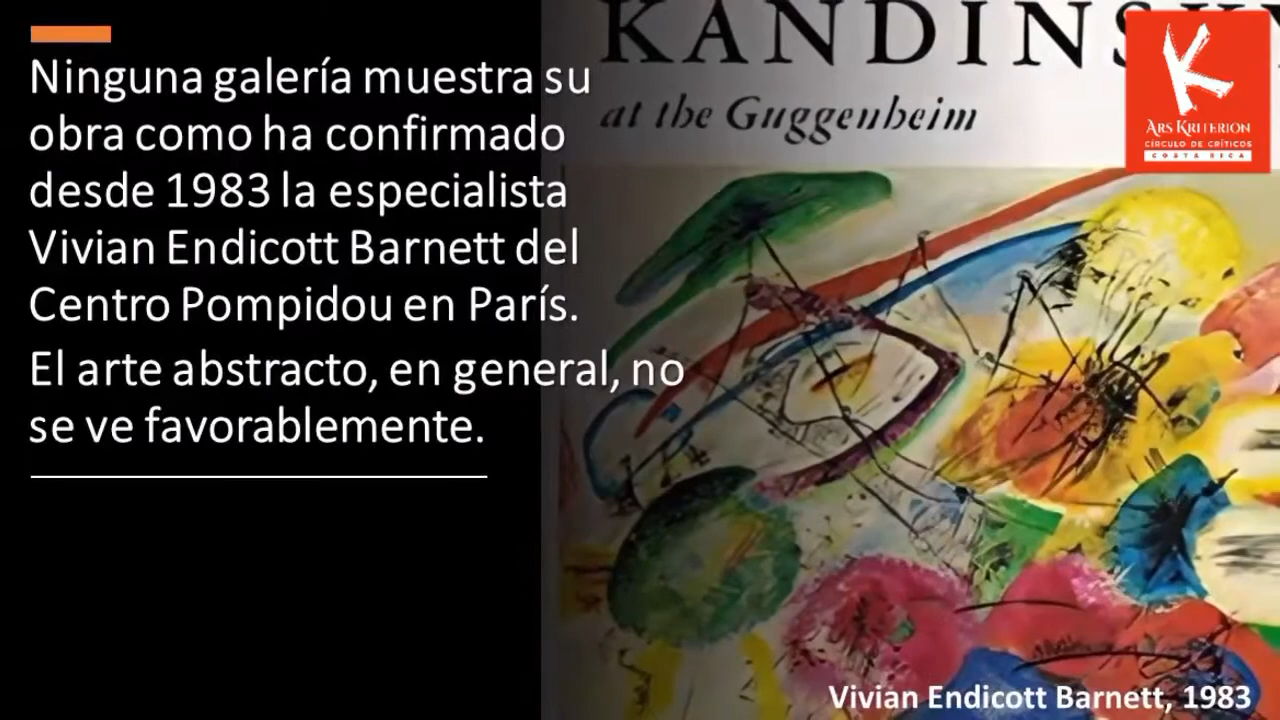 Ninguna galería muestra su
obra como ha confirmado
desde 1983 la especialista
Vivian Endicott Barnett del
Centro Pompidou en París.
El arte abstracto, en general, no
se ve favorablemente.
KANDINSKY
at the Guggenheim
ARS KRITERION
CÍRCULO DE CRÍTICOS
COSTA RICA
Vivian Endicott Barnett, 1983